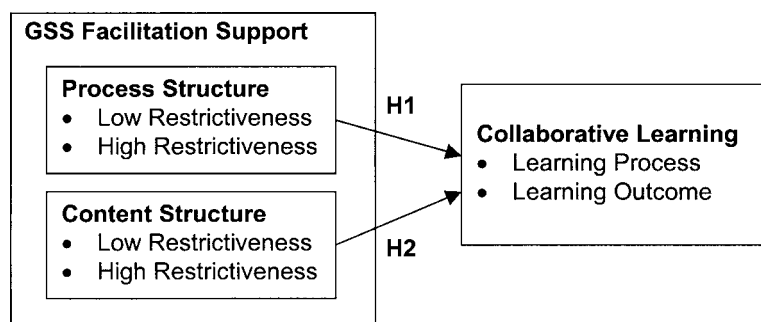 GSS Facilitation Support
Process Structure
• Low Restrictiveness
• High Restrictiveness
H1
Collaborative Learning
• Learning Process
• Learning Outcome
Content Structure
• Low Restrictiveness
• High Restrictiveness
H2